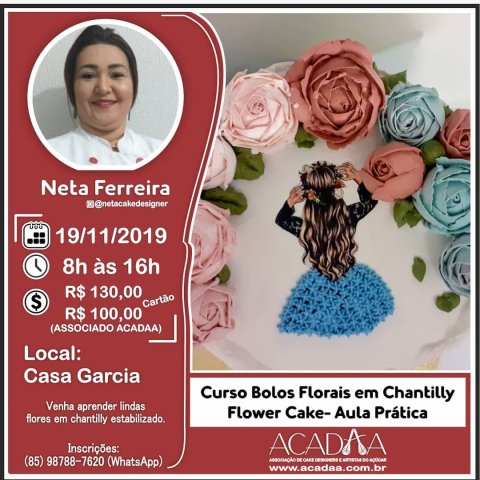 Neta Ferreira
@netacakedesigner
19/11/2019
8h às 16h
R$ 130,00
Cartão
R$ 100,00
(ASSOCIADO ACADAA)
Local:
Casa Garcia
Venha aprender lindas
flores em chantilly estabilizado.
Inscrições:
(85) 98788-7620 (WhatsApp)
Curso Bolos Florais em Chantilly
Flower Cake- Aula Prática
ACADAA
ASSOCIAÇÃO DE CAKE DESIGNERS E ARTISTAS DO AÇÚCAR
www.acadaa.com.br